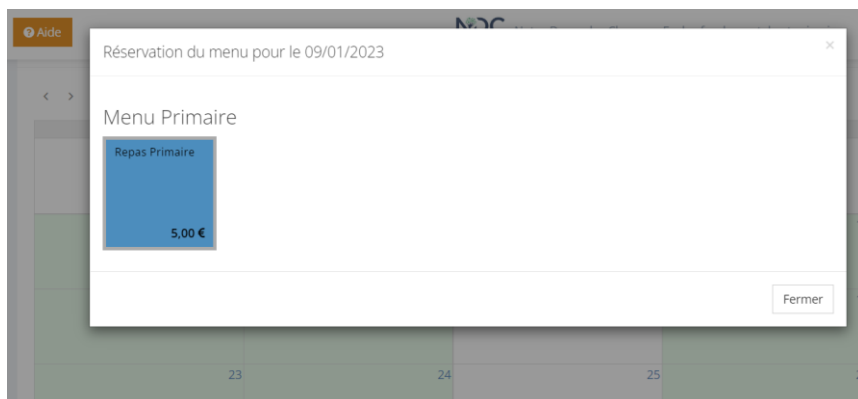 Aide
Réservation du menu pour le 09/01/2023
×
< >
Menu Primaire
Repas Primaire
5,00 €
Fermer
23
24
25